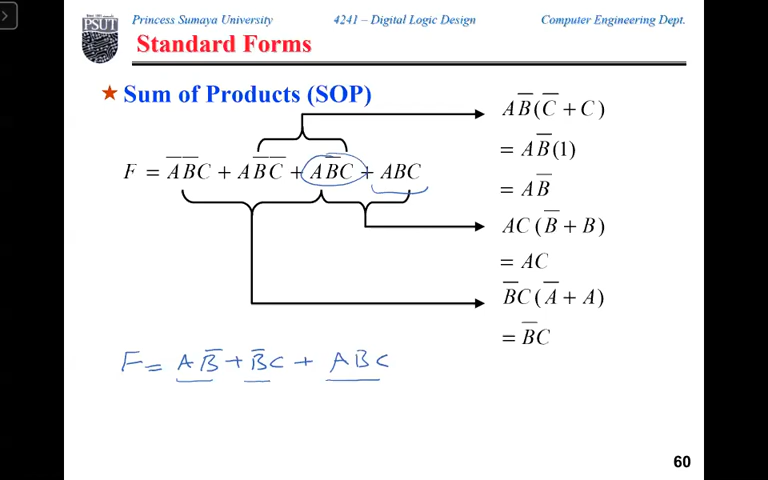 Princess Sumaya University 4241 – Digital Logic Design Computer Engineering Dept.
PSUT
Standard Forms
★ Sum of Products (SOP)
F = A̅B̅C + AB̅C̅ + AB̅C + ABC
AB̅(C̅ + C)
= AB̅(1)
= AB̅
AC (B̅ + B)
= AC
B̅C(A̅ + A)
= B̅C
F = AB̅ + B̅C + ABC
60